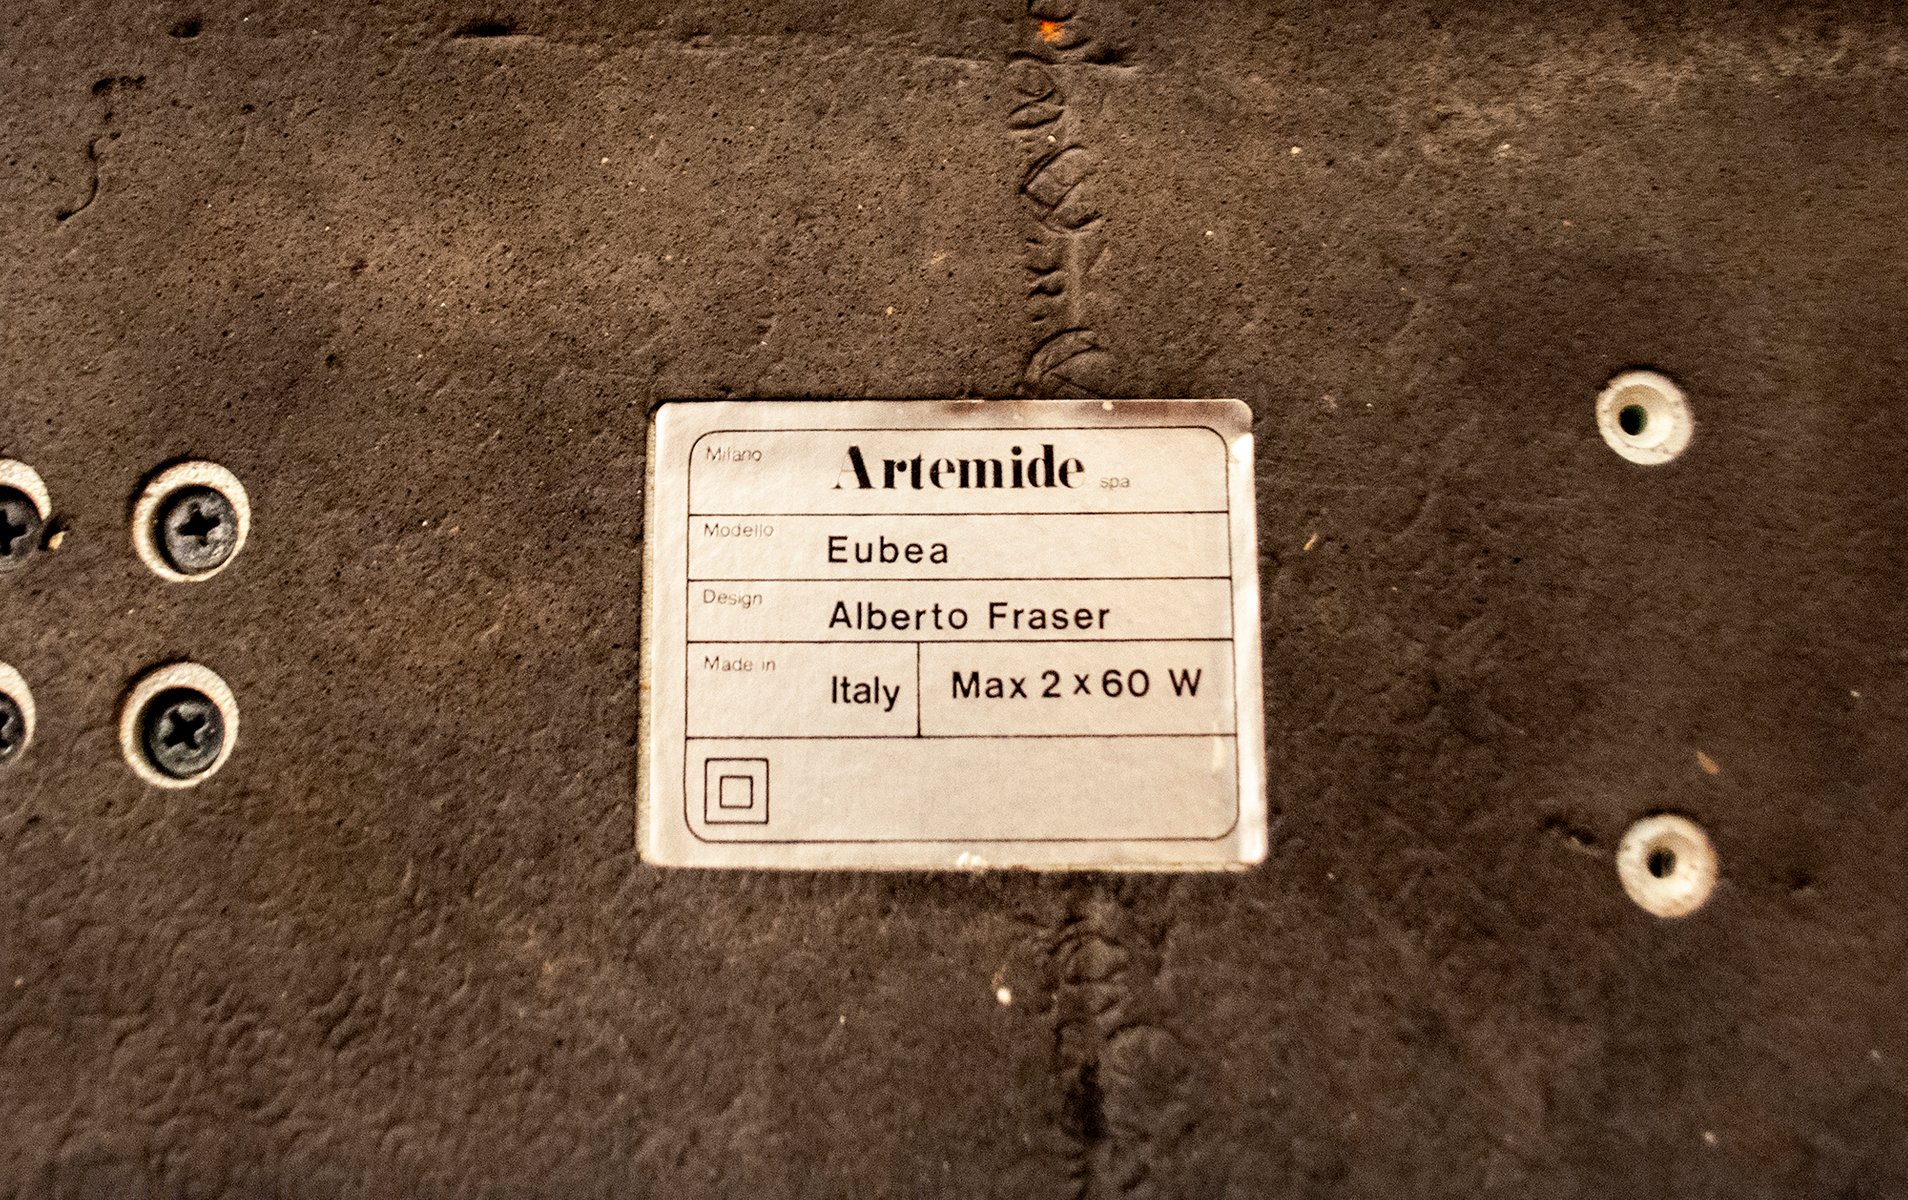 Milano Artemide spa
Modello Eubea
Design Alberto Fraser
Made in Italy Max 2 x 60 W